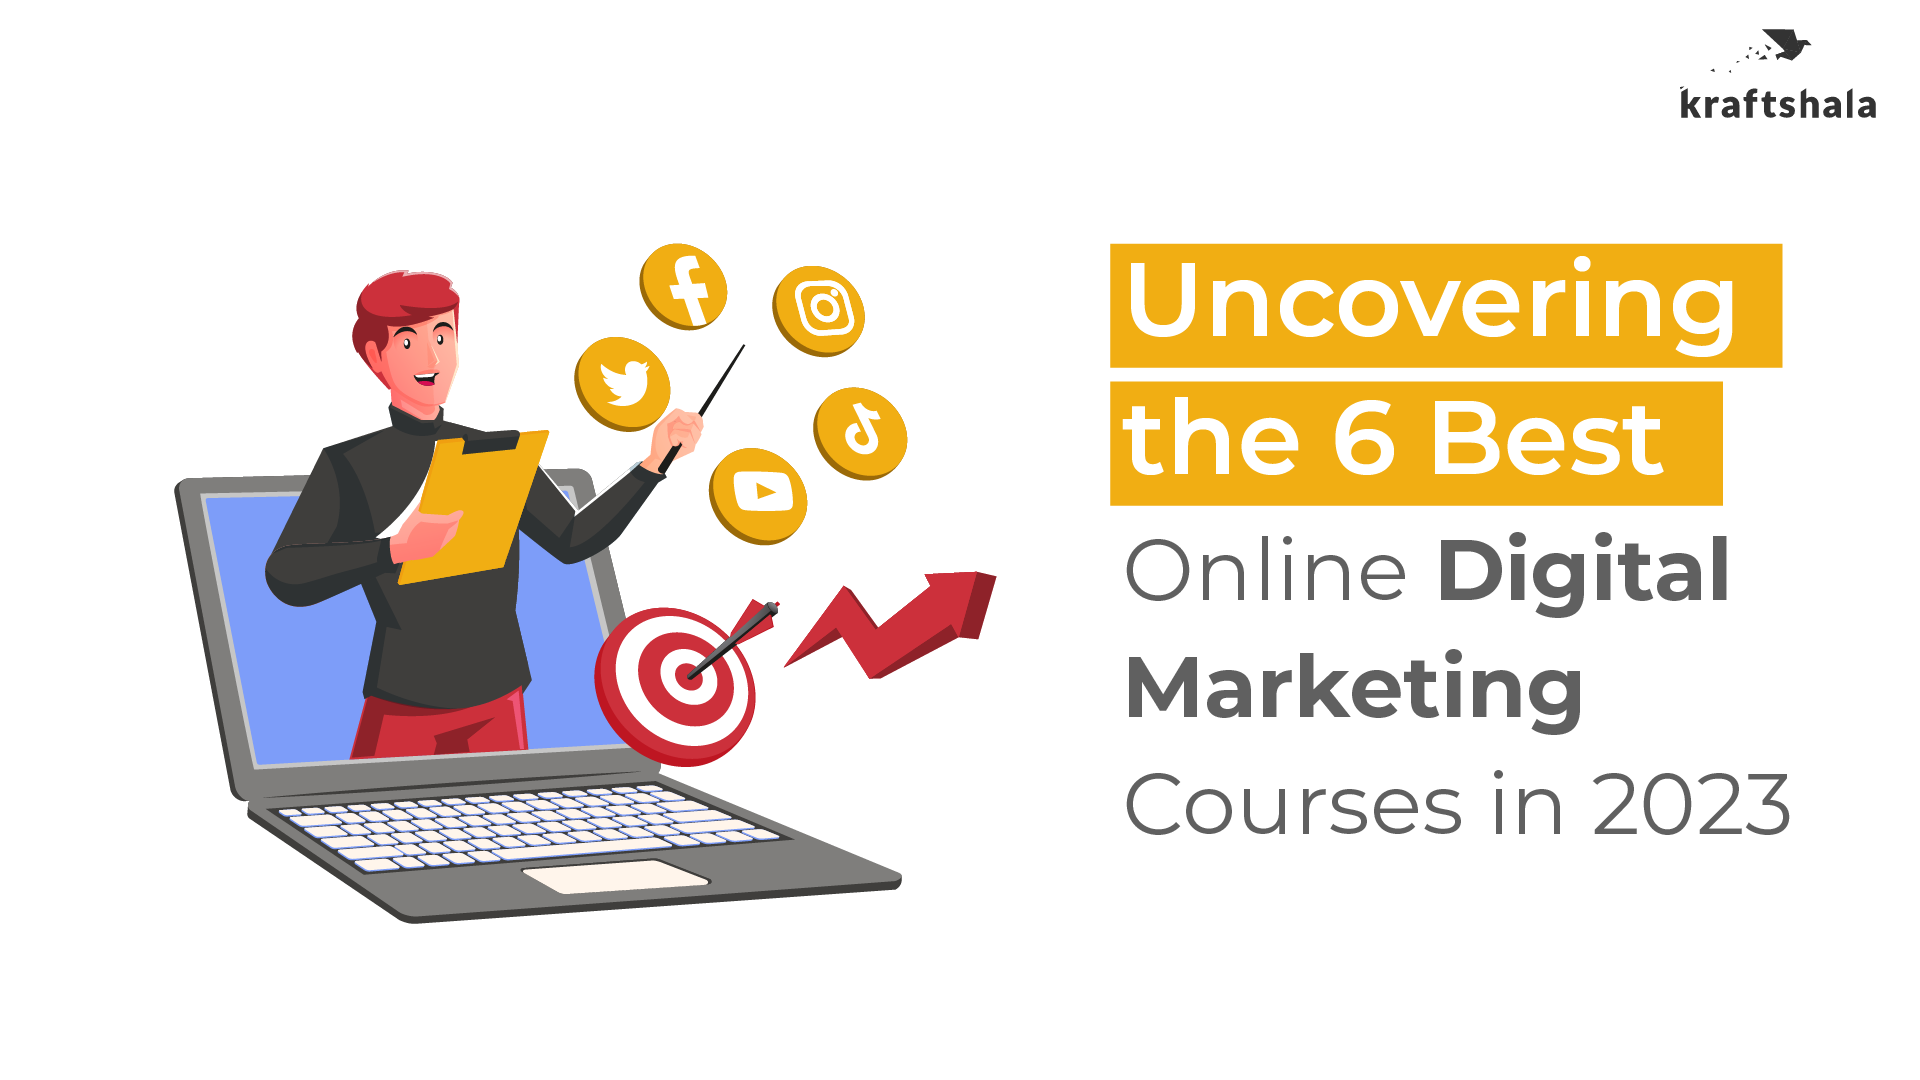 kraftshala
Uncovering
the 6 Best
Online Digital
Marketing
Courses in 2023